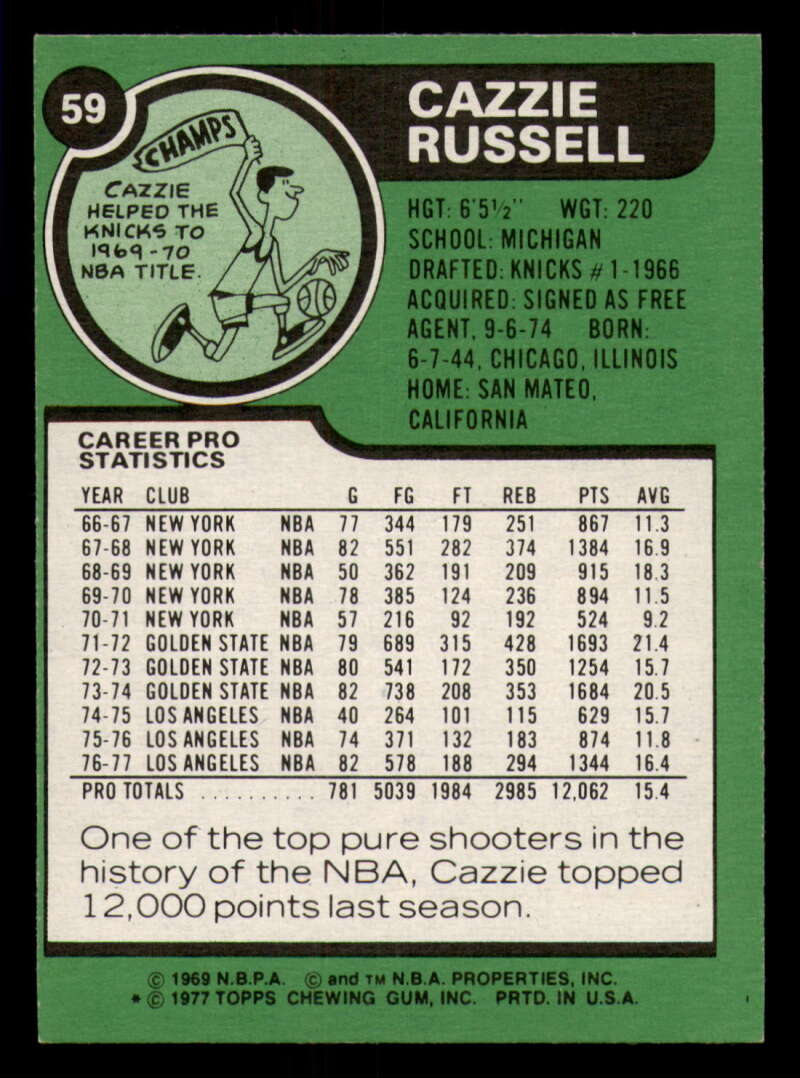 59
CAZZIE
RUSSELL
CHAMPS
CAZZIE
HELPED THE
KNICKS TO
1969-70
NBA TITLE.
HGT: 6'5½" WGT: 220
SCHOOL: MICHIGAN
DRAFTED: KNICKS #1-1966
ACQUIRED: SIGNED AS FREE
AGENT, 9-6-74 BORN:
6-7-44, CHICAGO, ILLINOIS
HOME: SAN MATEO,
CALIFORNIA
CAREER PRO
STATISTICS
YEAR CLUB G FG FT REB PTS AVG
66-67 NEW YORK NBA 77 344 179 251 867 11.3
67-68 NEW YORK NBA 82 551 282 374 1384 16.9
68-69 NEW YORK NBA 50 362 191 209 915 18.3
69-70 NEW YORK NBA 78 385 124 236 894 11.5
70-71 NEW YORK NBA 57 216 92 192 524 9.2
71-72 GOLDEN STATE NBA 79 689 315 428 1693 21.4
72-73 GOLDEN STATE NBA 80 541 172 350 1254 15.7
73-74 GOLDEN STATE NBA 82 738 208 353 1684 20.5
74-75 LOS ANGELES NBA 40 264 101 115 629 15.7
75-76 LOS ANGELES NBA 74 371 132 183 874 11.8
76-77 LOS ANGELES NBA 82 578 188 294 1344 16.4
PRO TOTALS .......... 781 5039 1984 2985 12,062 15.4
One of the top pure shooters in the
history of the NBA, Cazzie topped
12,000 points last season.
© 1969 N.B.P.A. © and TM N.B.A. PROPERTIES, INC.
* © 1977 TOPPS CHEWING GUM, INC. PRTD. IN U.S.A.